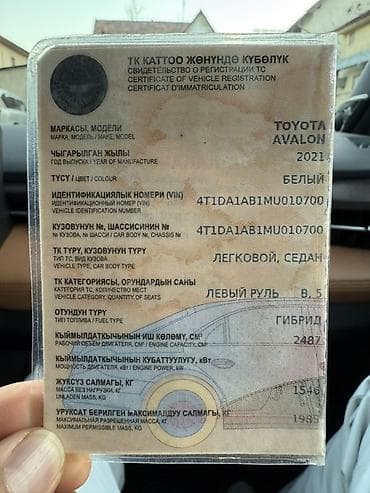 ТК КАТТОО ЖӨНҮНДӨ КҮБӨЛҮК
СВИДЕТЕЛЬСТВО О РЕГИСТРАЦИИ ТС
CERTIFICATE OF VEHICLE REGISTRATION
CERTIFICAT D'IMMATRICULATION
МАРКАСЫ, МОДЕЛИ
МАРКА, МОДЕЛЬ / MAKE, MODEL
TOYOTA
AVALON
ЧЫГАРЫЛГАН ЖЫЛЫ
ГОД ВЫПУСКА / YEAR OF MANUFACTURE
2021
ТҮСҮ / ЦВЕТ / COLOUR
БЕЛЫЙ
ИДЕНТИФИКАЦИЯЛЫК НОМЕРИ (VIN)
ИДЕНТИФИКАЦИОННЫЙ НОМЕР (VIN)
VEHICLE IDENTIFICATION NUMBER
4T1DA1AB1MU010700
КУЗОВУНУН №, ШАССИСИНИН №
№ КУЗОВА, № ШАССИ / CAR BODY №, CHASSIS №
4T1DA1AB1MU010700
ТК ТҮРҮ, КУЗОВУНУН ТҮРҮ
ТИП ТС, ВИД КУЗОВА
VEHICLE TYPE, CAR BODY TYPE
ЛЕГКОВОЙ, СЕДАН
ТК КАТЕГОРИЯСЫ, ОРУНДАРДЫН САНЫ
КАТЕГОРИЯ ТС, КОЛИЧЕСТВО МЕСТ
VEHICLE CATEGORY, QUANTITY OF SEATS
ЛЕВЫЙ РУЛЬ B, 5
ОТУНДУН ТҮРҮ
ТИП ТОПЛИВА / FUEL TYPE
ГИБРИД
КЫЙМЫЛДАТКЫЧЫНЫН ИШ КӨЛӨМҮ, СМ³
РАБОЧИЙ ОБЪЕМ ДВИГАТЕЛЯ, СМ³ / ENGINE CAPACITY, СМ³
2487
КЫЙМЫЛДАТКЫЧЫНЫН КУБАТТУУЛУГУ, кВт
МОЩНОСТЬ ДВИГАТЕЛЯ, кВт / ENGINE POWER, kW
ЖҮКСҮЗ САЛМАГЫ, КГ
МАССА БЕЗ НАГРУЗКИ, КГ
UNLADEN MASS, KG
1546
УРУКСАТ БЕРИЛГЕН МАКСИМАЛДУУ САЛМАГЫ, КГ
МАКСИМАЛЬНАЯ РАЗРЕШЕННАЯ МАССА, КГ
MAXIMUM PERMISSIBLE MASS, KG
1985